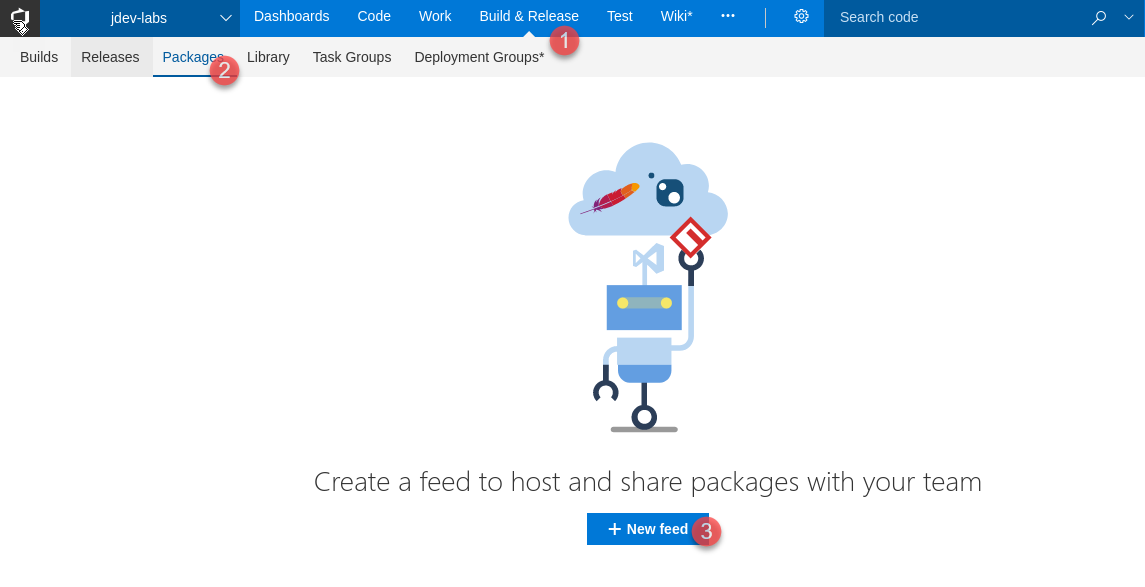 jdev-labs Dashboards Code Work Build & Release Test Wiki* ••• Search code
1
Builds Releases Packages Library Task Groups Deployment Groups*
2
Create a feed to host and share packages with your team
+ New feed 3